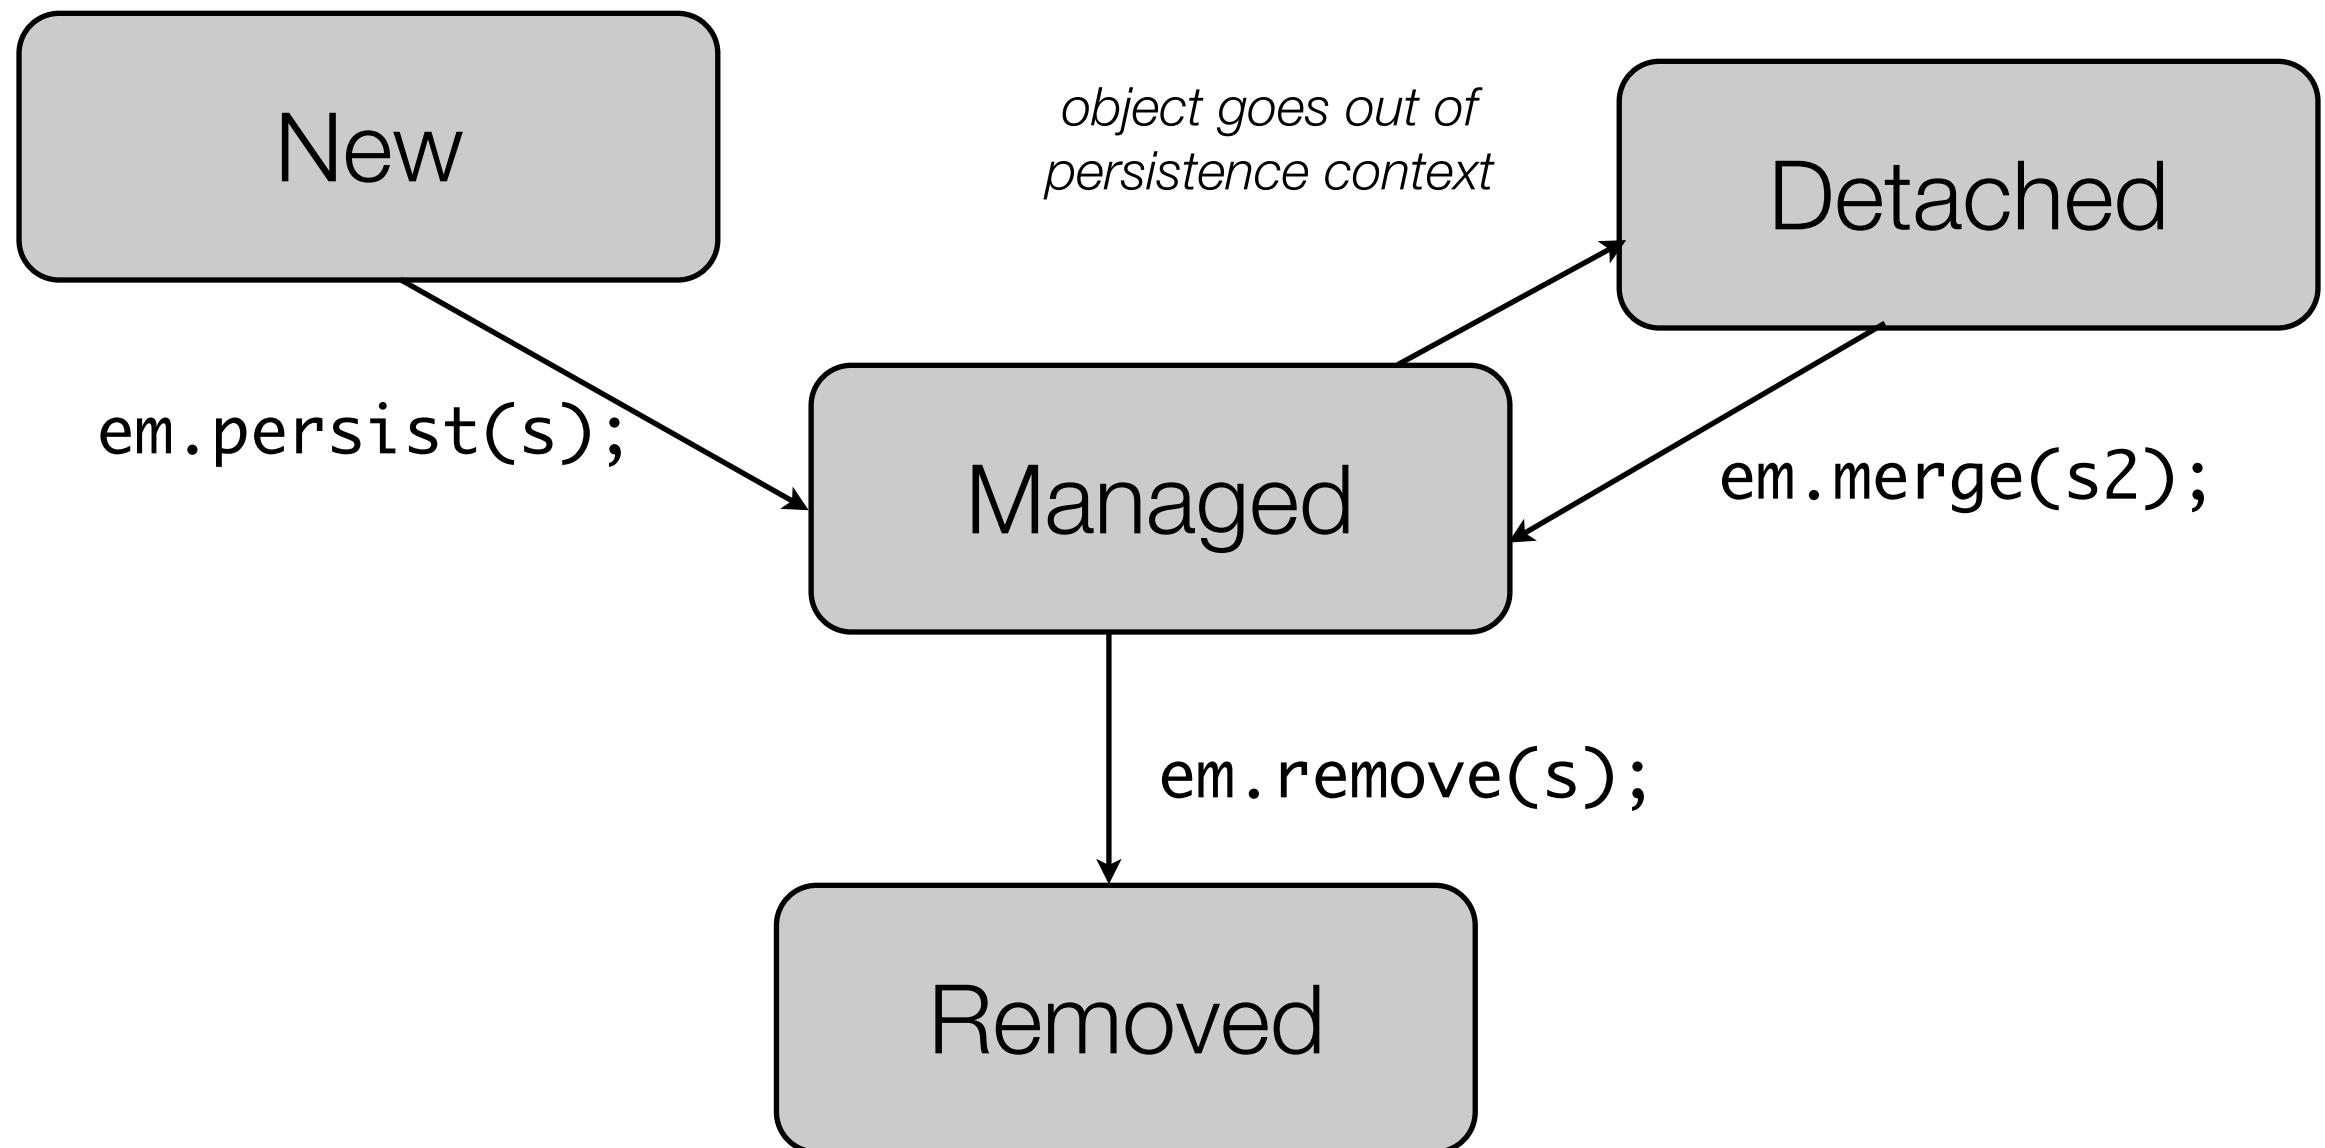 New
object goes out of
persistence context
Detached
em.persist(s);
Managed
em.merge(s2);
em.remove(s);
Removed